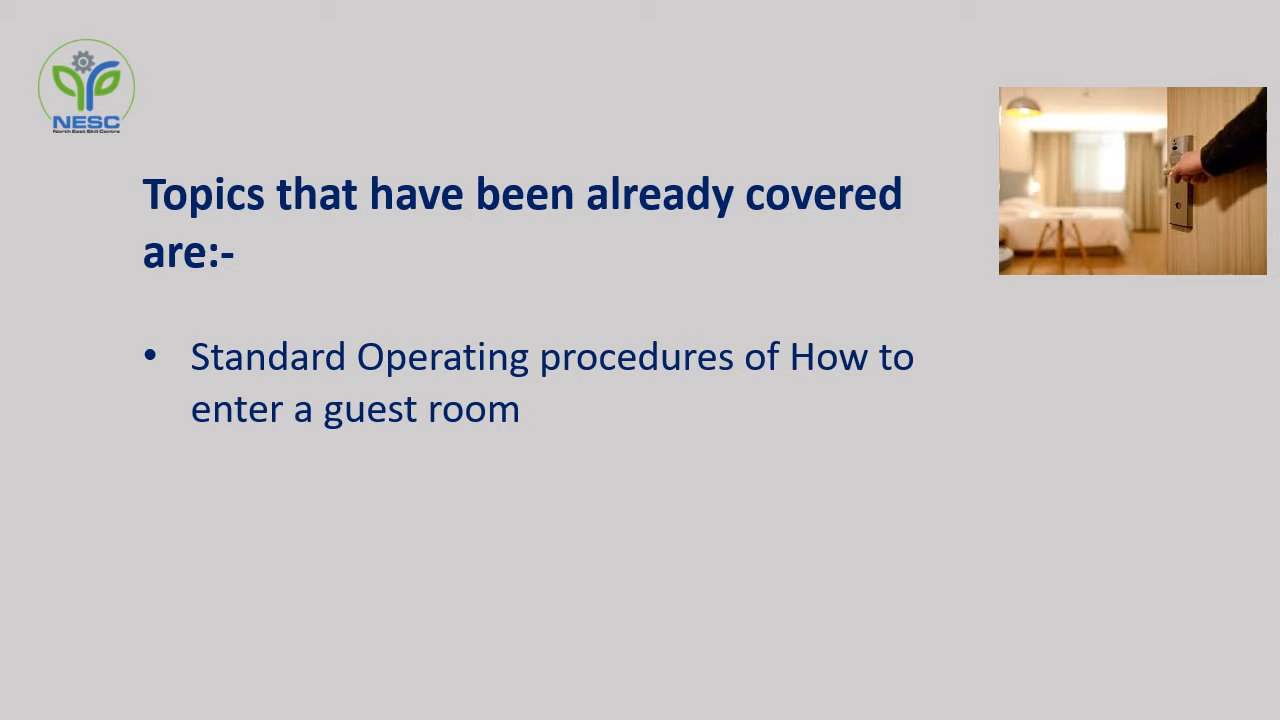 NESC
North East Skill Centre
Topics that have been already covered
are:-
• Standard Operating procedures of How to
enter a guest room